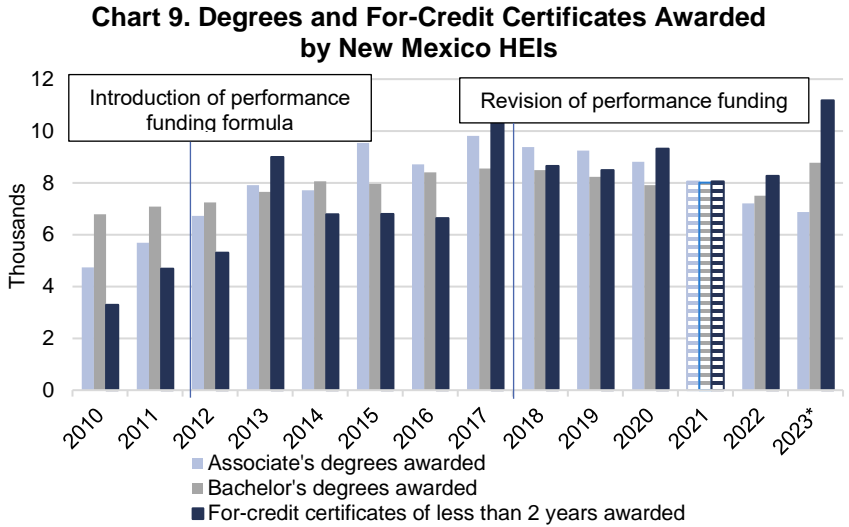 Chart 9. Degrees and For-Credit Certificates Awarded
by New Mexico HEIs
12
10
8
6
4
2
0
Thousands
Introduction of performance
funding formula
Revision of performance funding
2010
2011
2012
2013
2014
2015
2016
2017
2018
2019
2020
2021
2022
2023*
Associate's degrees awarded
Bachelor's degrees awarded
For-credit certificates of less than 2 years awarded